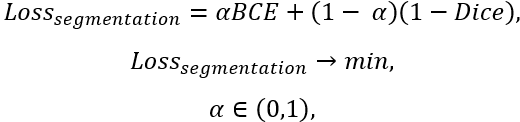 Loss_segmentation = αBCE + (1 − α)(1 − Dice),
Loss_segmentation → min,
α ∈ (0,1),